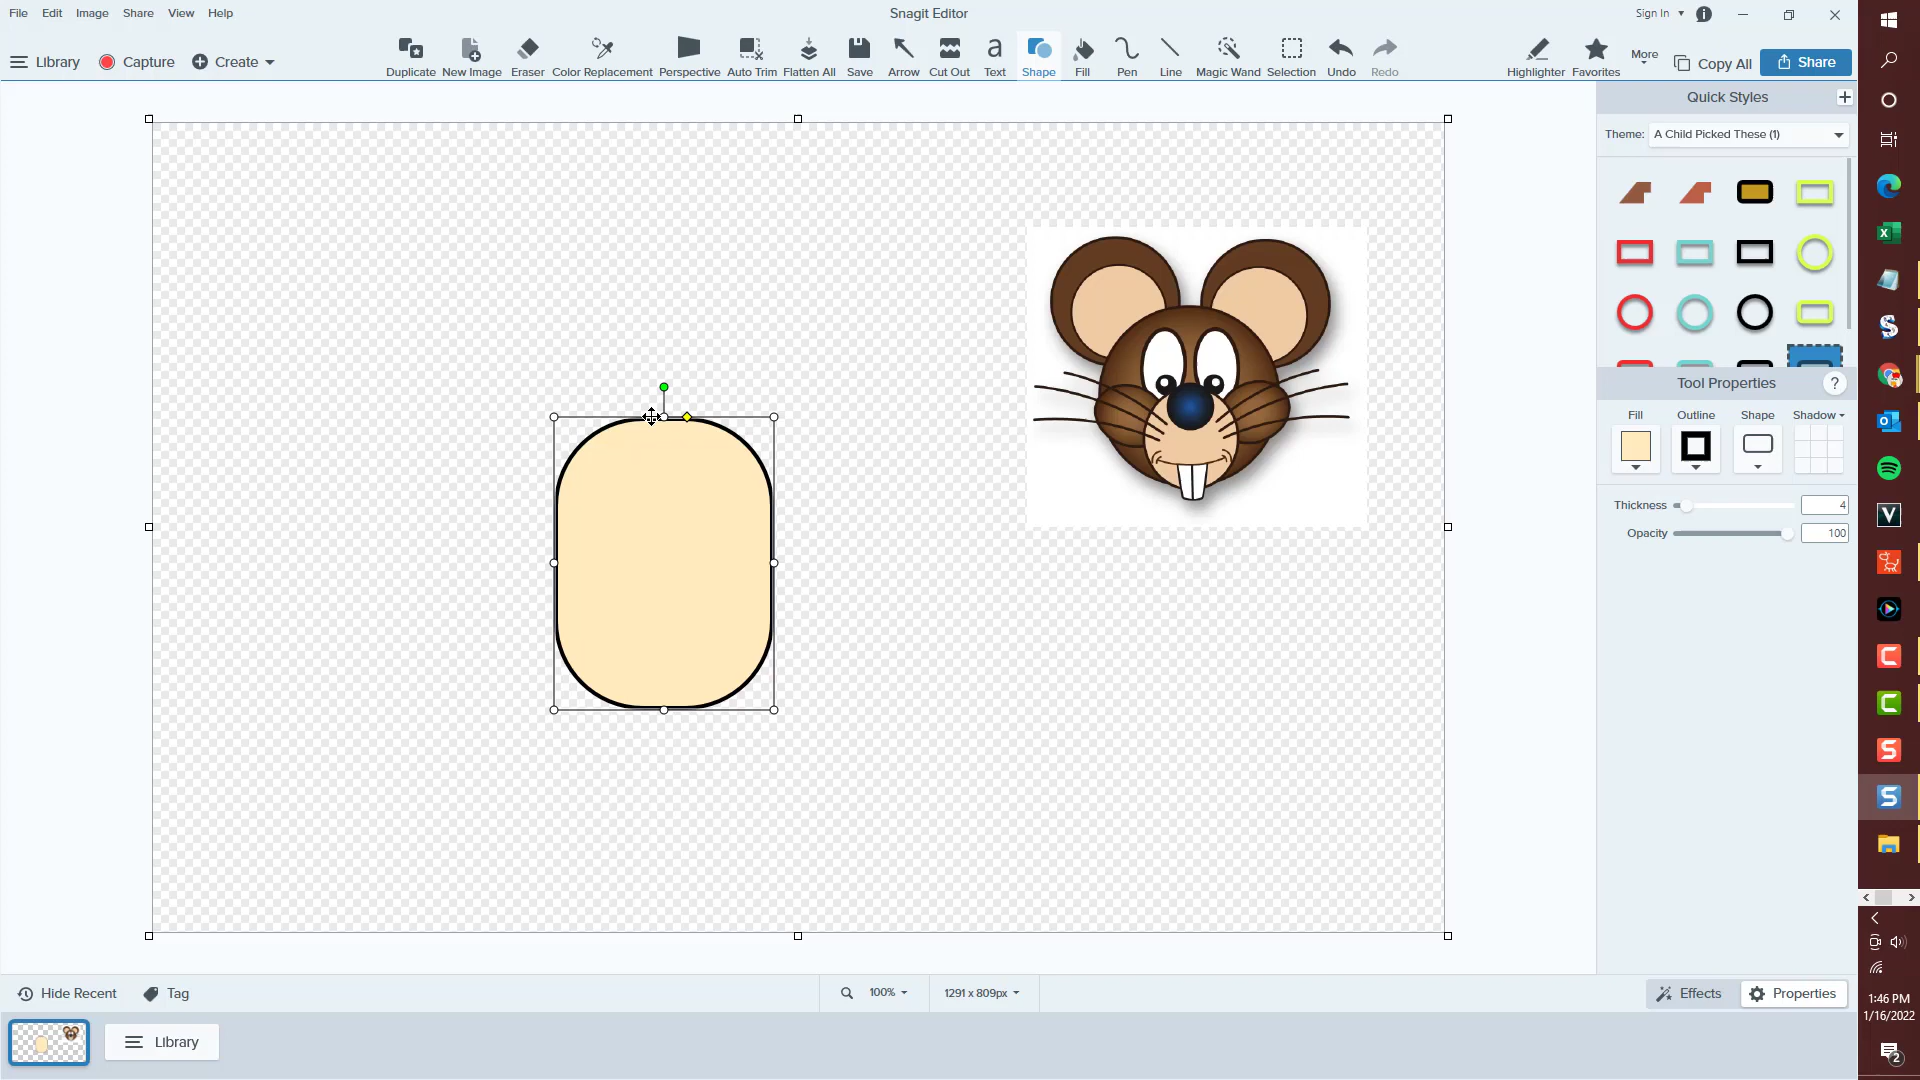 File Edit Image Share View Help
Snagit Editor
Sign In
Library Capture Create
Duplicate New Image Eraser Color Replacement Perspective Auto Trim Flatten All Save Arrow Cut Out Text Shape Fill Pen Line Magic Wand Selection Undo Redo
Highlighter Favorites More Copy All Share
Quick Styles
Theme: A Child Picked These (1)
Tool Properties ?
Fill Outline Shape Shadow
Thickness 4
Opacity 100
Hide Recent Tag
100% 1291 x 809px
Effects Properties
Library
1:46 PM
1/16/2022
2